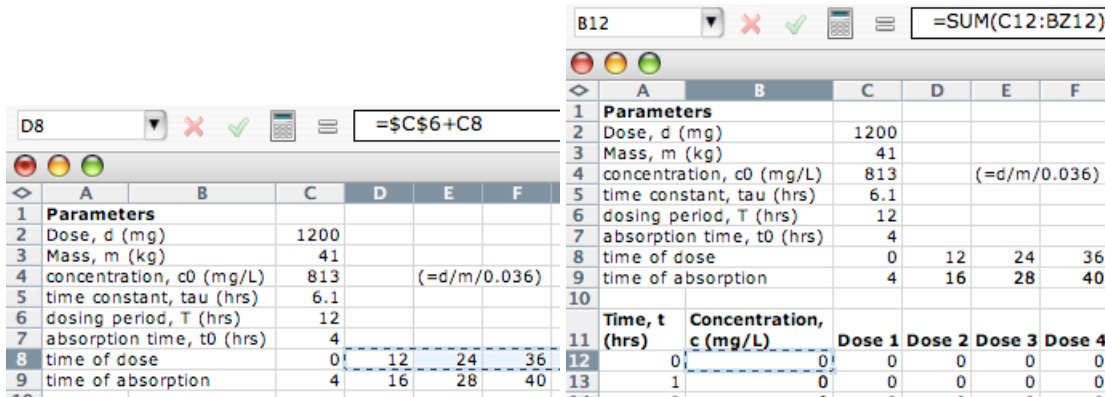 D8 =$C$6+C8
A B C D E F
1 Parameters
2 Dose, d (mg) 1200
3 Mass, m (kg) 41
4 concentration, c0 (mg/L) 813 (=d/m/0.036)
5 time constant, tau (hrs) 6.1
6 dosing period, T (hrs) 12
7 absorption time, t0 (hrs) 4
8 time of dose 0 12 24 36
9 time of absorption 4 16 28 40
B12 =SUM(C12:BZ12)
A B C D E F
1 Parameters
2 Dose, d (mg) 1200
3 Mass, m (kg) 41
4 concentration, c0 (mg/L) 813 (=d/m/0.036)
5 time constant, tau (hrs) 6.1
6 dosing period, T (hrs) 12
7 absorption time, t0 (hrs) 4
8 time of dose 0 12 24 36
9 time of absorption 4 16 28 40
10
Time, t Concentration,
11 (hrs) c (mg/L) Dose 1 Dose 2 Dose 3 Dose 4
12 0 0 0 0 0 0
13 1 0 0 0 0 0